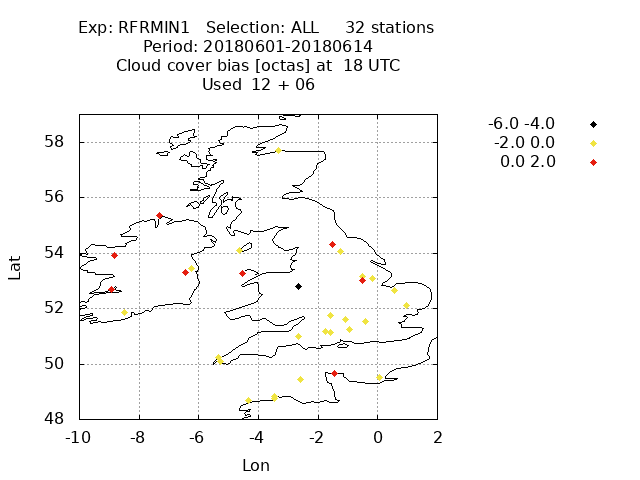 Exp: RFRMIN1 Selection: ALL 32 stations
Period: 20180601-20180614
Cloud cover bias [octas] at 18 UTC
Used 12 + 06
-6.0 -4.0
-2.0 0.0
0.0 2.0
58
56
54
52
50
48
Lat
-10 -8 -6 -4 -2 0 2
Lon